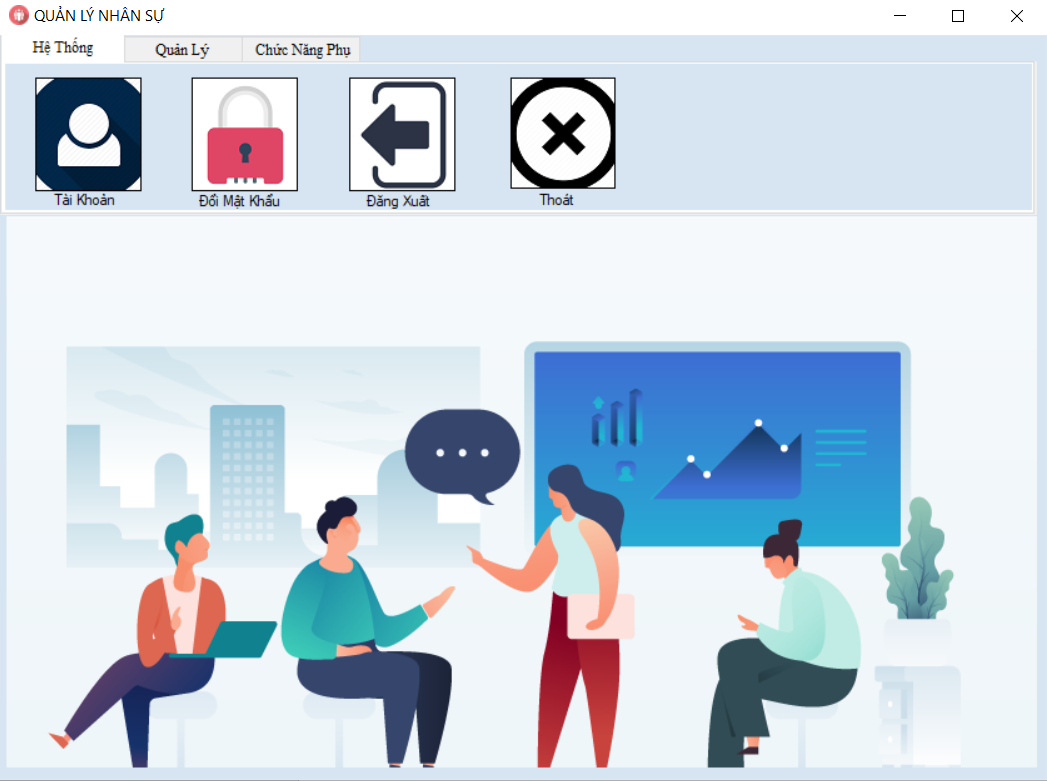 QUẢN LÝ NHÂN SỰ
Hệ Thống Quản Lý Chức Năng Phụ
Tài Khoản Đổi Mật Khẩu Đăng Xuất Thoát